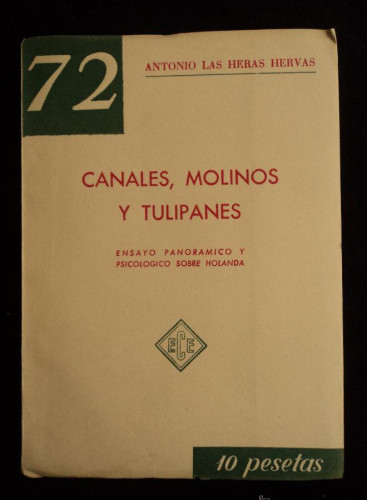 72
ANTONIO LAS HERAS HERVAS
CANALES, MOLINOS
Y TULIPANES
ENSAYO PANORAMICO Y
PSICOLOGICO SOBRE HOLANDA
ECE
10 pesetas